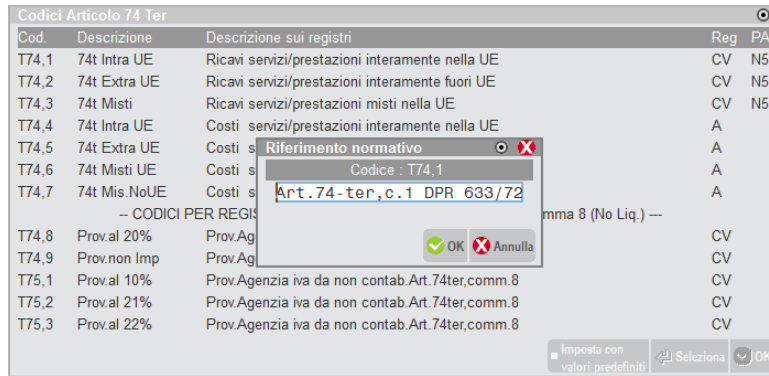 Codici Articolo 74 Ter
Cod. Descrizione Descrizione sui registri Reg PA
T74,1 74t Intra UE Ricavi servizi/prestazioni interamente nella UE CV N5
T74,2 74t Extra UE Ricavi servizi/prestazioni interamente fuori UE CV N5
T74,3 74t Misti Ricavi servizi/prestazioni misti nella UE CV N5
T74,4 74t Intra UE Costi servizi/prestazioni interamente nella UE A
T74,5 74t Extra UE Costi s A
T74,6 74t Misti UE Costi s A
T74,7 74t Mis.NoUE Costi s A
-- CODICI PER REGIS mma 8 (No Liq.) ---
T74,8 Prov.al 20% Prov.Ag CV
T74,9 Prov.non Imp Prov.Ag CV
T75,1 Prov.al 10% Prov.Agenzia iva da non contab.Art.74ter,comm.8 CV
T75,2 Prov.al 21% Prov.Agenzia iva da non contab.Art.74ter,comm.8 CV
T75,3 Prov.al 22% Prov.Agenzia iva da non contab.Art.74ter,comm.8 CV
Riferimento normativo
Codice : T74,1
Art.74-ter,c.1 DPR 633/72
OK Annulla
Imposta con
valori predefiniti Seleziona OK